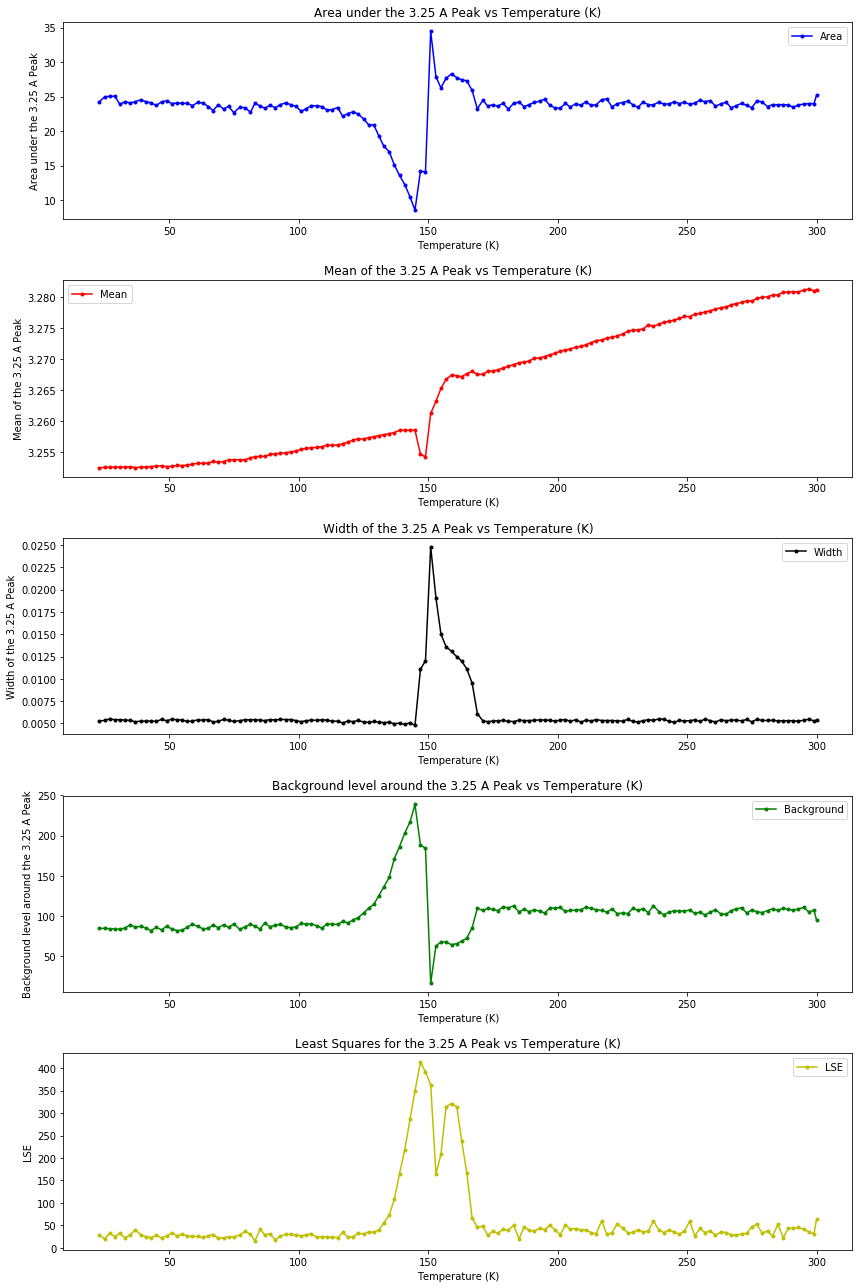 Area under the 3.25 A Peak vs Temperature (K)
Area under the 3.25 A Peak
35
30
25
20
15
10
Area
50 100 150 200 250 300
Temperature (K)
Mean of the 3.25 A Peak vs Temperature (K)
Mean of the 3.25 A Peak
3.280
3.275
3.270
3.265
3.260
3.255
Mean
50 100 150 200 250 300
Temperature (K)
Width of the 3.25 A Peak vs Temperature (K)
Width of the 3.25 A Peak
0.0250
0.0225
0.0200
0.0175
0.0150
0.0125
0.0100
0.0075
0.0050
Width
50 100 150 200 250 300
Temperature (K)
Background level around the 3.25 A Peak vs Temperature (K)
Background level around the 3.25 A Peak
250
200
150
100
50
Background
50 100 150 200 250 300
Temperature (K)
Least Squares for the 3.25 A Peak vs Temperature (K)
LSE
400
350
300
250
200
150
100
50
0
LSE
50 100 150 200 250 300
Temperature (K)